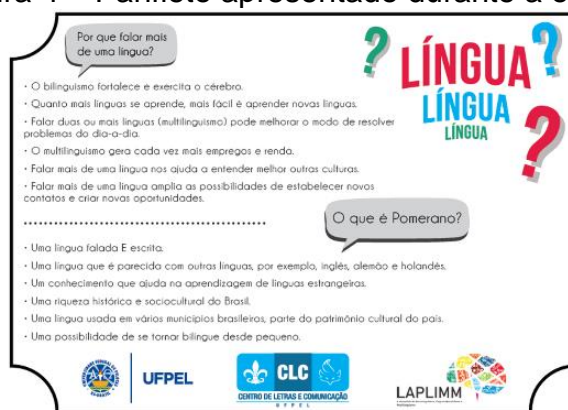 Por que falar mais
de uma língua?
LÍNGUA
LÍNGUA
LÍNGUA
• O bilinguismo fortalece e exercita o cérebro.
• Quanto mais línguas se aprende, mais fácil é aprender novas línguas.
• Falar duas ou mais línguas (multilinguismo) pode melhorar o modo de resolver
problemas do dia-a-dia.
• O multilinguismo gera cada vez mais empregos e renda.
• Falar mais de uma língua nos ajuda a entender melhor outras culturas.
• Falar mais de uma língua amplia as possibilidades de estabelecer novos
contatos e criar novas oportunidades.
O que é Pomerano?
• Uma língua falada E escrita.
• Uma língua que é parecida com outras línguas, por exemplo, inglês, alemão e holandês.
• Um conhecimento que ajuda na aprendizagem de línguas estrangeiras.
• Uma riqueza histórica e sociocultural do Brasil.
• Uma língua usada em vários municípios brasileiros, parte do patrimônio cultural do país.
• Uma possibilidade de se tornar bilíngue desde pequeno.
UFPEL
CLC
CENTRO DE LETRAS E COMUNICAÇÃO
UFPEL
LAPLIMM